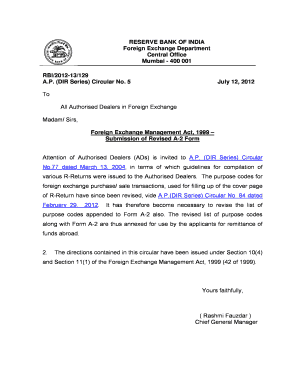 RESERVE BANK OF INDIA
Foreign Exchange Department
Central Office
Mumbai - 400 001
RBI/2012-13/129
A.P. (DIR Series) Circular No. 5 July 12, 2012
To
All Authorised Dealers in Foreign Exchange
Madam/ Sirs,
Foreign Exchange Management Act, 1999 –
Submission of Revised A-2 Form
Attention of Authorised Dealers (ADs) is invited to A.P. (DIR Series) Circular
No.77 dated March 13, 2004, in terms of which guidelines for compilation of
various R-Returns were issued to the Authorised Dealers. The purpose codes for
foreign exchange purchase/ sale transactions, used for filling up of the cover page
of R-Return have since been revised, vide A.P.(DIR Series) Circular No. 84 dated
February 29, 2012. It has therefore become necessary to revise the list of
purpose codes appended to Form A-2 also. The revised list of purpose codes
along with Form A-2 are thus annexed for use by the applicants for remittance of
funds abroad.
2. The directions contained in this circular have been issued under Section 10(4)
and Section 11(1) of the Foreign Exchange Management Act, 1999 (42 of 1999).
Yours faithfully,
( Rashmi Fauzdar )
Chief General Manager